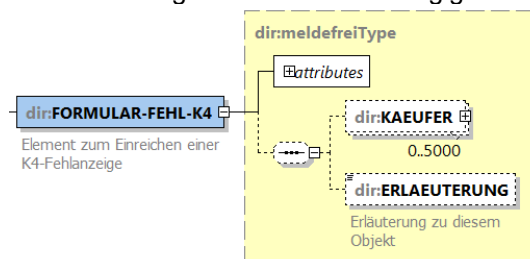 dir:meldefreiType
attributes
dir:FORMULAR-FEHL-K4
Element zum Einreichen einer
K4-Fehlanzeige
dir:KAEUFER
0..5000
dir:ERLAEUTERUNG
Erläuterung zu diesem
Objekt